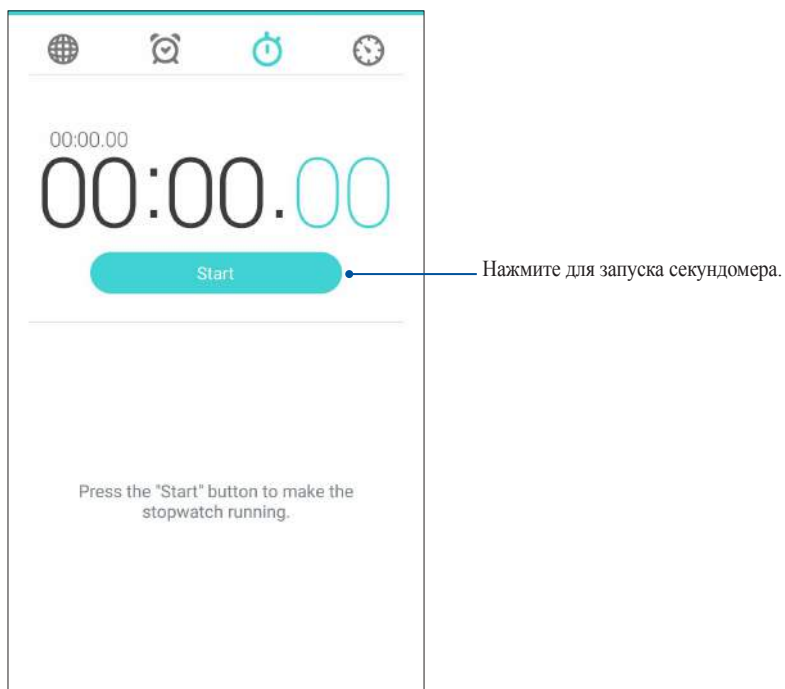 00:00.00
00:00.00
Start
Нажмите для запуска секундомера.
Press the "Start" button to make the
stopwatch running.